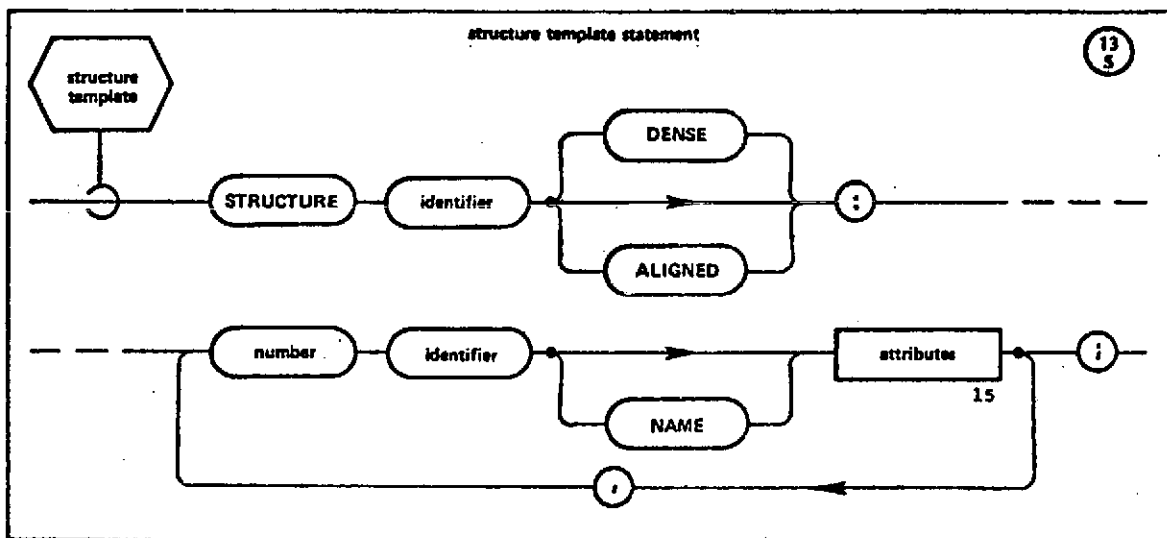 structure template statement
13
5
structure
template
DENSE
STRUCTURE
identifier
:
ALIGNED
number
identifier
attributes
;
15
NAME
,